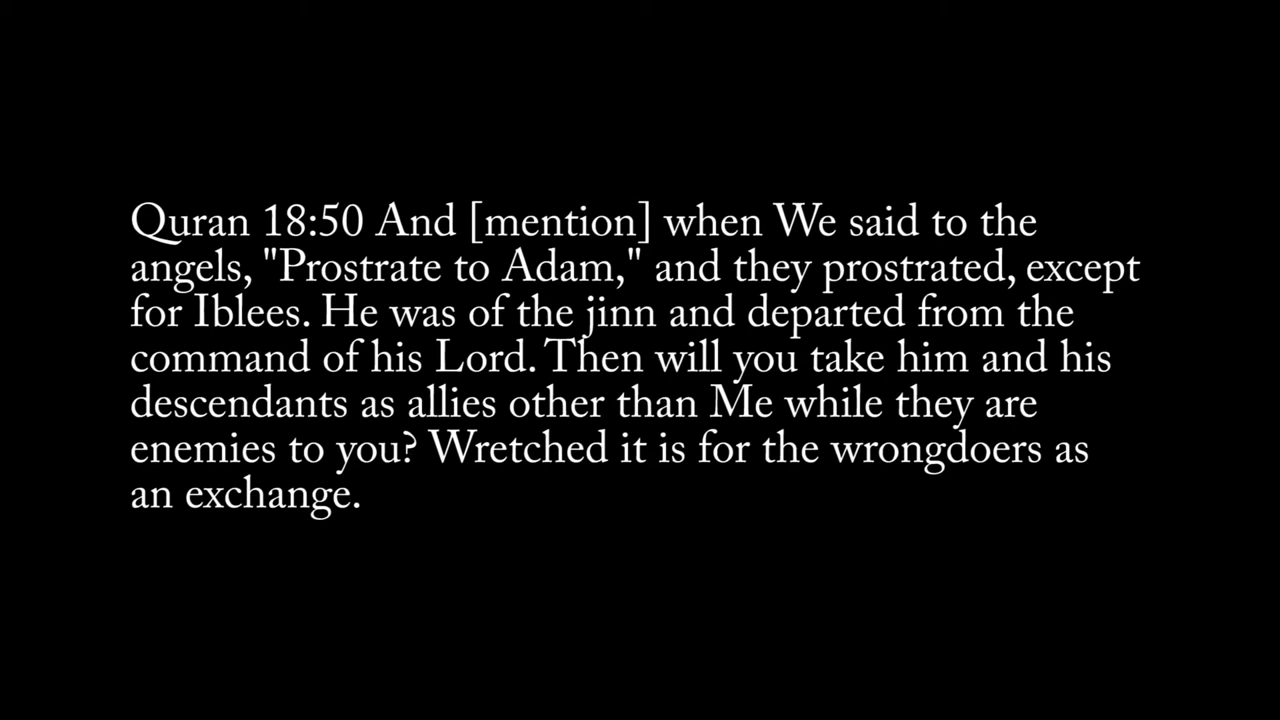 Quran 18:50 And [mention] when We said to the
angels, "Prostrate to Adam," and they prostrated, except
for Iblees. He was of the jinn and departed from the
command of his Lord. Then will you take him and his
descendants as allies other than Me while they are
enemies to you? Wretched it is for the wrongdoers as
an exchange.